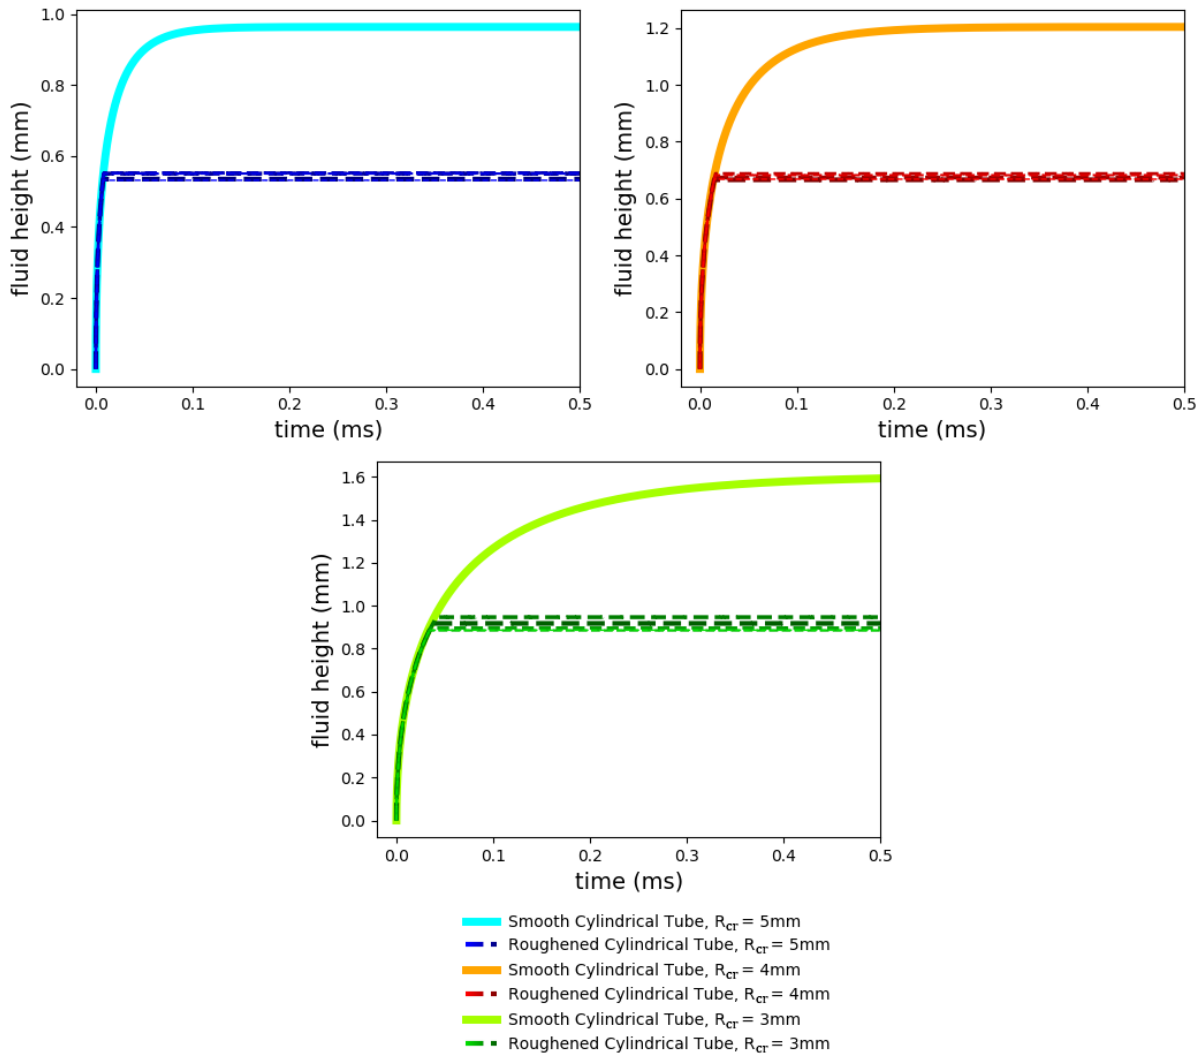 1.0
0.8
0.6
0.4
0.2
0.0
fluid height (mm)
0.0 0.1 0.2 0.3 0.4 0.5
time (ms)
1.2
1.0
0.8
0.6
0.4
0.2
0.0
fluid height (mm)
0.0 0.1 0.2 0.3 0.4 0.5
time (ms)
1.6
1.4
1.2
1.0
0.8
0.6
0.4
0.2
0.0
fluid height (mm)
0.0 0.1 0.2 0.3 0.4 0.5
time (ms)
Smooth Cylindrical Tube, Rcr = 5mm
Roughened Cylindrical Tube, Rcr = 5mm
Smooth Cylindrical Tube, Rcr = 4mm
Roughened Cylindrical Tube, Rcr = 4mm
Smooth Cylindrical Tube, Rcr = 3mm
Roughened Cylindrical Tube, Rcr = 3mm